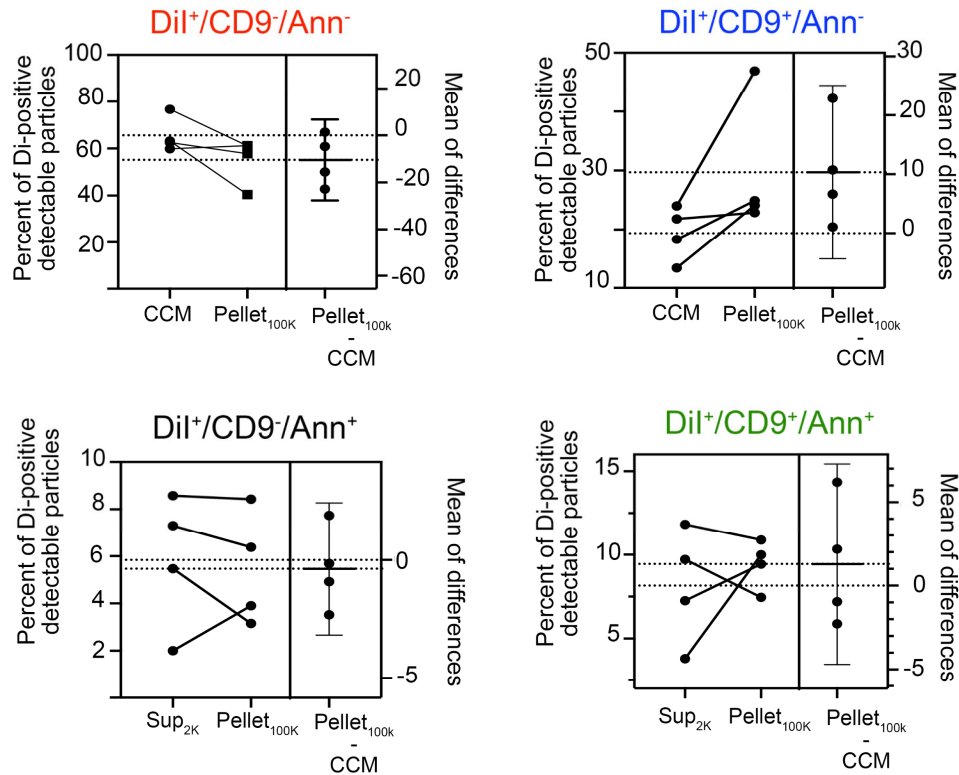 DiI⁺/CD9⁻/Ann⁻
Percent of Di-positive
detectable particles
100
80
60
40
20
20
0
-20
-40
-60
Mean of differences
CCM
Pellet₁₀₀K
Pellet₁₀₀k
-
CCM
DiI⁺/CD9⁺/Ann⁻
Percent of Di-positive
detectable particles
50
30
10
30
20
10
0
Mean of differences
CCM
Pellet₁₀₀K
Pellet₁₀₀k
-
CCM
DiI⁺/CD9⁻/Ann⁺
Percent of Di-positive
detectable particles
10
8
6
4
2
0
-5
Mean of differences
Sup₂K
Pellet₁₀₀K
Pellet₁₀₀k
-
CCM
DiI⁺/CD9⁺/Ann⁺
Percent of Di-positive
detectable particles
15
10
5
5
0
-5
Mean of differences
Sup₂K
Pellet₁₀₀K
Pellet₁₀₀k
-
CCM